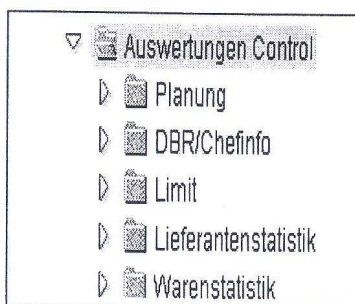 Auswertungen Control
Planung
DBR/Chefinfo
Limit
Lieferantenstatistik
Warenstatistik